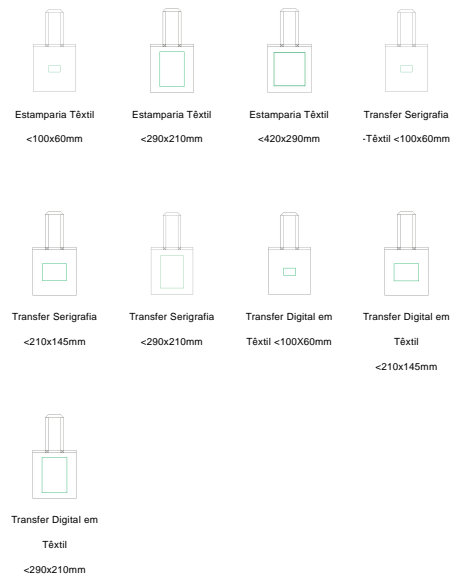 Estamparia Têxtil
<100x60mm
Estamparia Têxtil
<290x210mm
Estamparia Têxtil
<420x290mm
Transfer Serigrafia
-Têxtil <100x60mm
Transfer Serigrafia
<210x145mm
Transfer Serigrafia
<290x210mm
Transfer Digital em
Têxtil <100X60mm
Transfer Digital em
Têxtil
<210x145mm
Transfer Digital em
Têxtil
<290x210mm